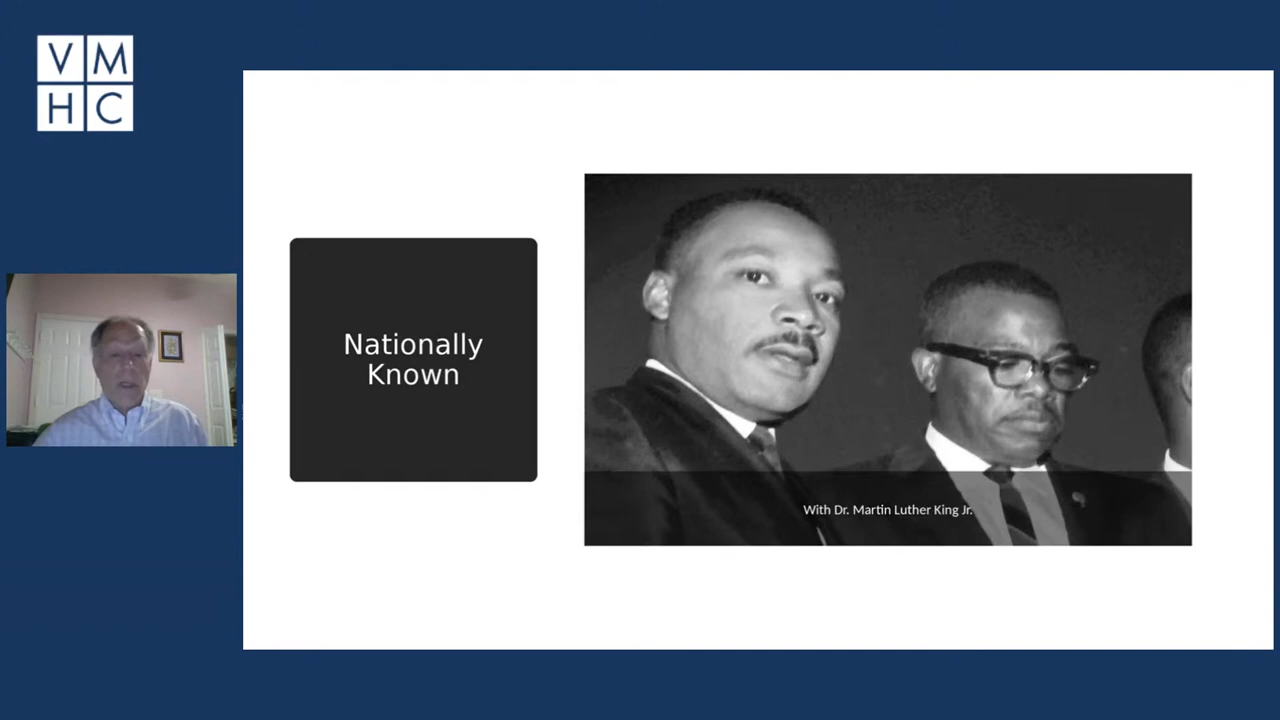 VM
HC
Nationally
Known
With Dr. Martin Luther King Jr.